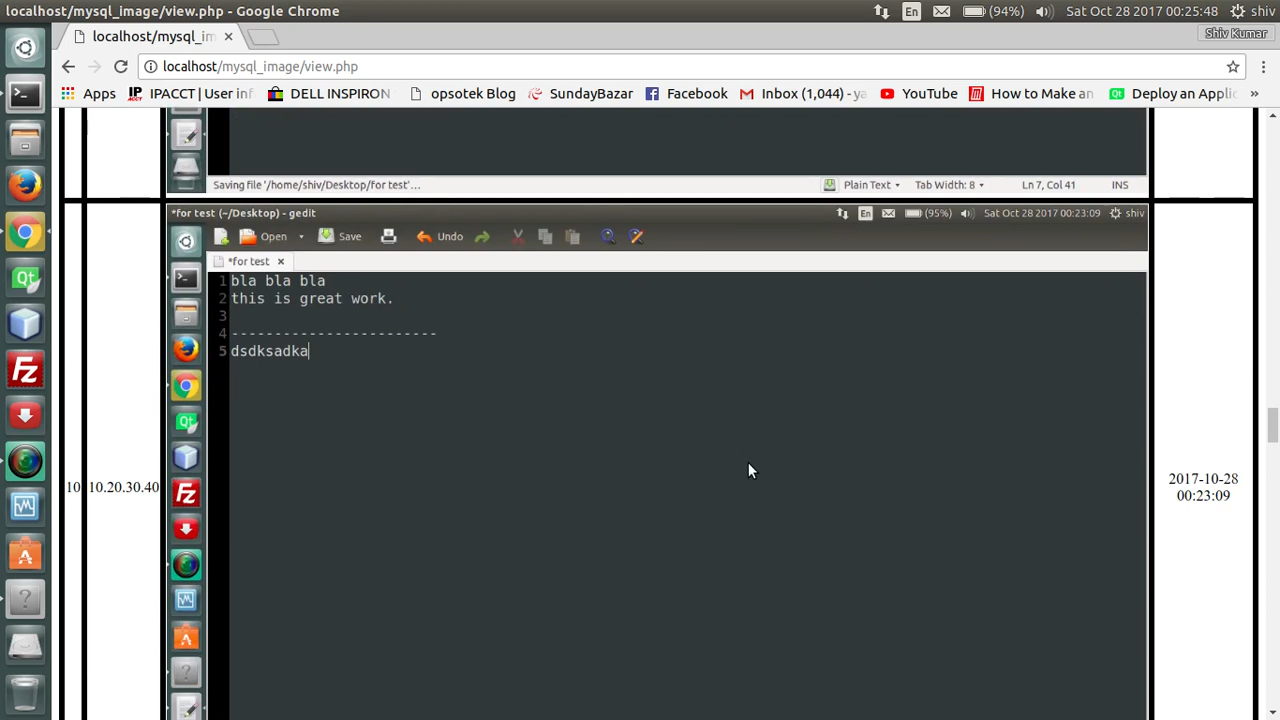 localhost/mysql_image/view.php - Google Chrome
En
(94%)
Sat Oct 28 2017 00:25:48
shiv
localhost/mysql_im
Shiv Kumar
localhost/mysql_image/view.php
Apps
IPACCT | User inf
DELL INSPIRON
opsotek Blog
SundayBazar
Facebook
Inbox (1,044) - ya
YouTube
How to Make an
Deploy an Applic
»
Saving file '/home/shiv/Desktop/for test'...
Plain Text
Tab Width: 8
Ln 7, Col 41
INS
*for test (~/Desktop) - gedit
En
(95%)
Sat Oct 28 2017 00:23:09
shiv
Open
Save
Undo
*for test
1 bla bla bla
2 this is great work.
3
4 ------------------------
5 dsdksadka
10
10.20.30.40
2017-10-28
00:23:09